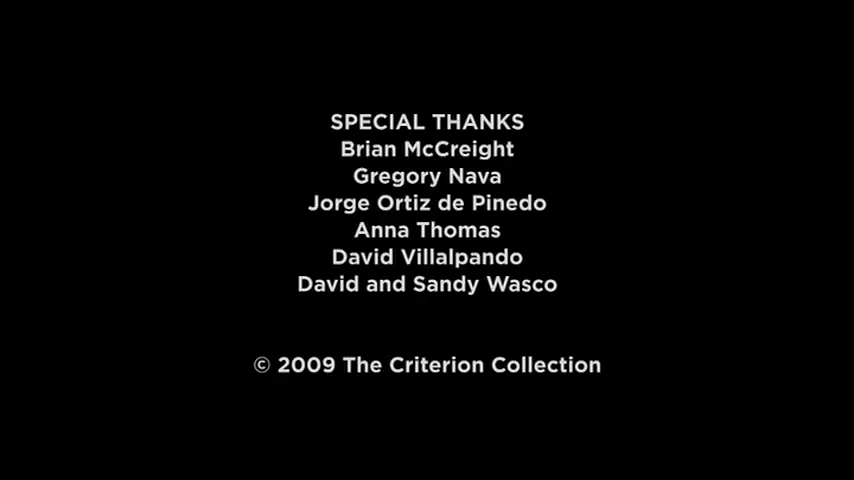 SPECIAL THANKS
Brian McCreight
Gregory Nava
Jorge Ortiz de Pinedo
Anna Thomas
David Villalpando
David and Sandy Wasco
© 2009 The Criterion Collection